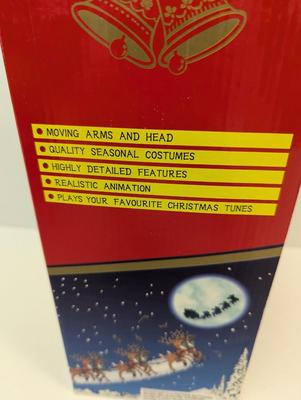 MOVING ARMS AND HEAD
QUALITY SEASONAL COSTUMES
HIGHLY DETAILED FEATURES
REALISTIC ANIMATION
PLAYS YOUR FAVOURITE CHRISTMAS TUNES